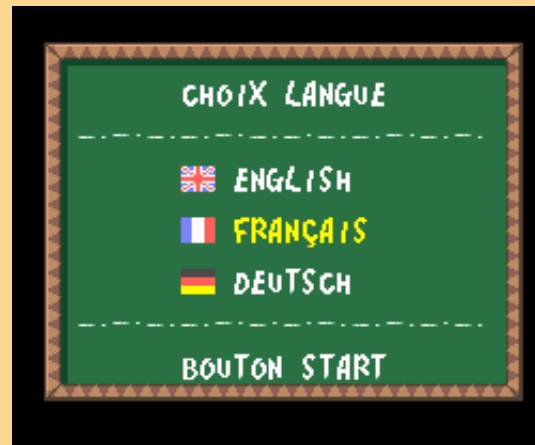 CHOIX LANGUE
ENGLISH
FRANÇAIS
DEUTSCH
BOUTON START